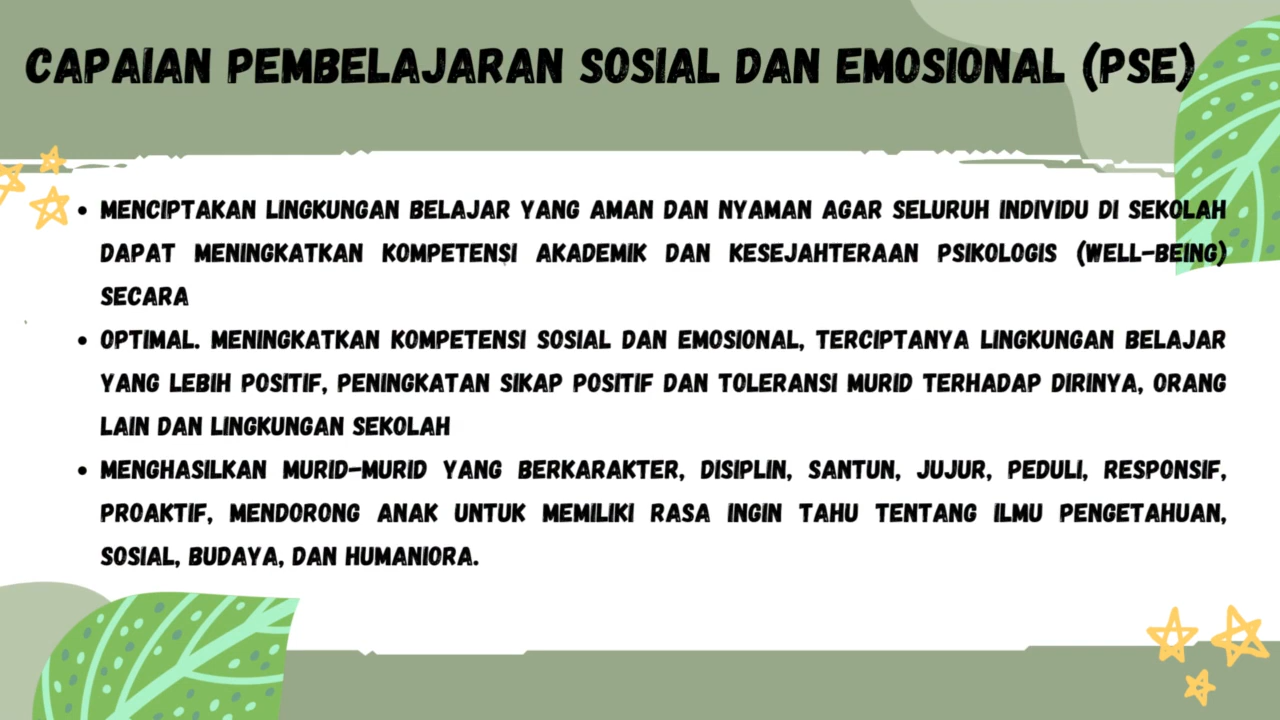 CAPAIAN PEMBELAJARAN SOSIAL DAN EMOSIONAL (PSE)
• MENCIPTAKAN LINGKUNGAN BELAJAR YANG AMAN DAN NYAMAN AGAR SELURUH INDIVIDU DI SEKOLAH
DAPAT MENINGKATKAN KOMPETENSI AKADEMIK DAN KESEJAHTERAAN PSIKOLOGIS (WELL-BEING)
SECARA
• OPTIMAL. MENINGKATKAN KOMPETENSI SOSIAL DAN EMOSIONAL, TERCIPTANYA LINGKUNGAN BELAJAR
YANG LEBIH POSITIF, PENINGKATAN SIKAP POSITIF DAN TOLERANSI MURID TERHADAP DIRINYA, ORANG
LAIN DAN LINGKUNGAN SEKOLAH
• MENGHASILKAN MURID-MURID YANG BERKARAKTER, DISIPLIN, SANTUN, JUJUR, PEDULI, RESPONSIF,
PROAKTIF, MENDORONG ANAK UNTUK MEMILIKI RASA INGIN TAHU TENTANG ILMU PENGETAHUAN,
SOSIAL, BUDAYA, DAN HUMANIORA.